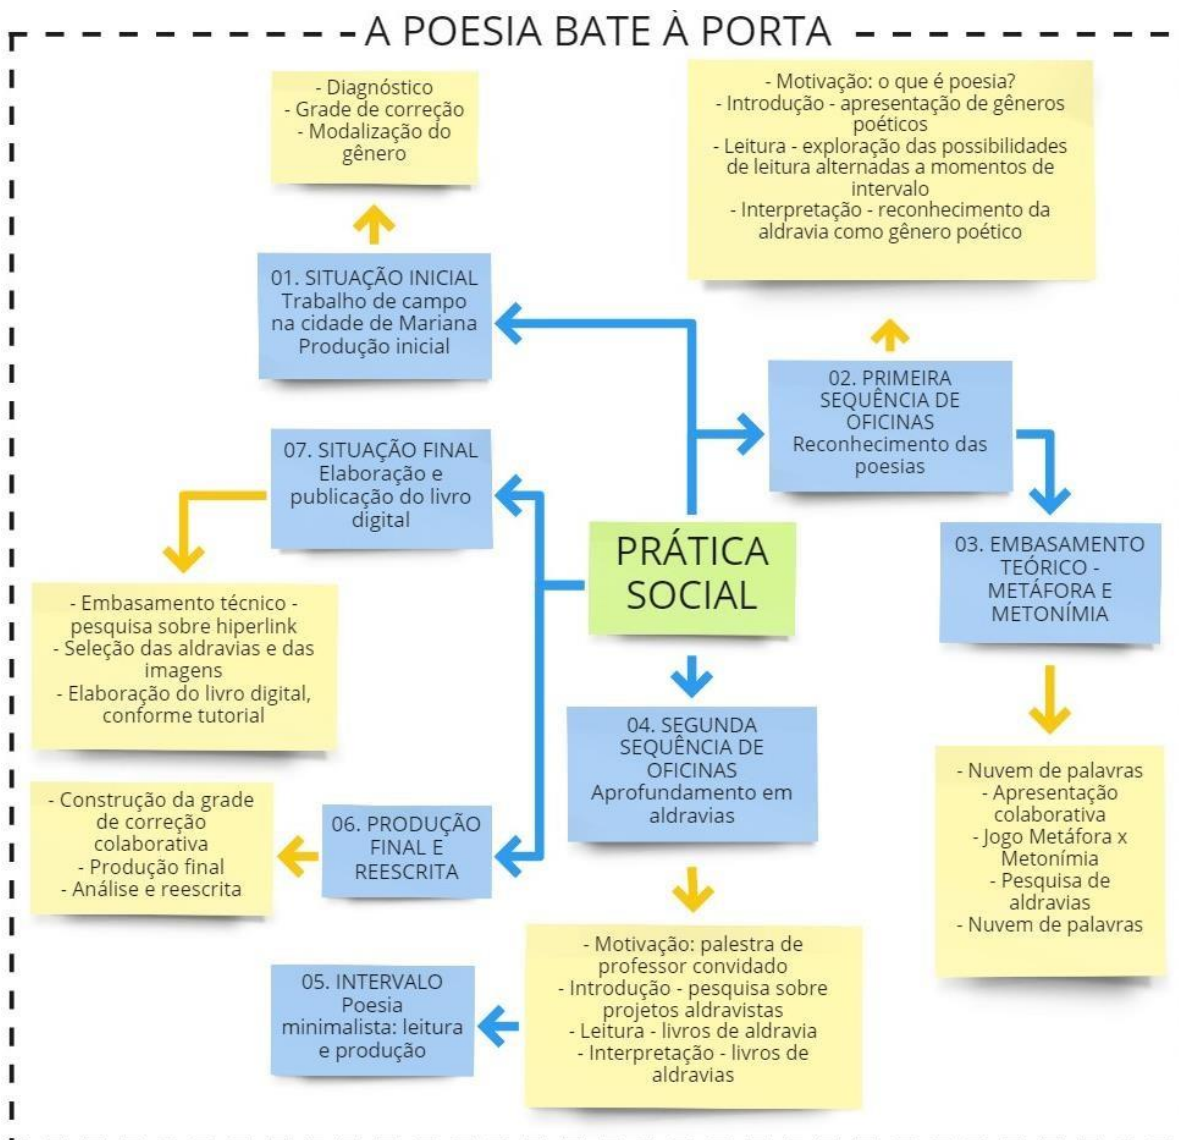 A POESIA BATE À PORTA
- Diagnóstico
- Grade de correção
- Modalização do
gênero
- Motivação: o que é poesia?
- Introdução - apresentação de gêneros
poéticos
- Leitura - exploração das possibilidades
de leitura alternadas a momentos de
intervalo
- Interpretação - reconhecimento da
aldravia como gênero poético
01. SITUAÇÃO INICIAL
Trabalho de campo
na cidade de Mariana
Produção inicial
02. PRIMEIRA
SEQUÊNCIA DE
OFICINAS
Reconhecimento das
poesias
07. SITUAÇÃO FINAL
Elaboração e
publicação do livro
digital
PRÁTICA
SOCIAL
03. EMBASAMENTO
TEÓRICO -
METÁFORA E
METONÍMIA
- Embasamento técnico -
pesquisa sobre hiperlink
- Seleção das aldravias e das
imagens
- Elaboração do livro digital,
conforme tutorial
04. SEGUNDA
SEQUÊNCIA DE
OFICINAS
Aprofundamento em
aldravias
- Nuvem de palavras
- Apresentação
colaborativa
- Jogo Metáfora x
Metonímia
- Pesquisa de
aldravias
- Nuvem de palavras
- Construção da grade
de correção
colaborativa
- Produção final
- Análise e reescrita
06. PRODUÇÃO
FINAL E
REESCRITA
- Motivação: palestra de
professor convidado
- Introdução - pesquisa sobre
projetos aldravistas
- Leitura - livros de aldravia
- Interpretação - livros de
aldravias
05. INTERVALO
Poesia
minimalista: leitura
e produção